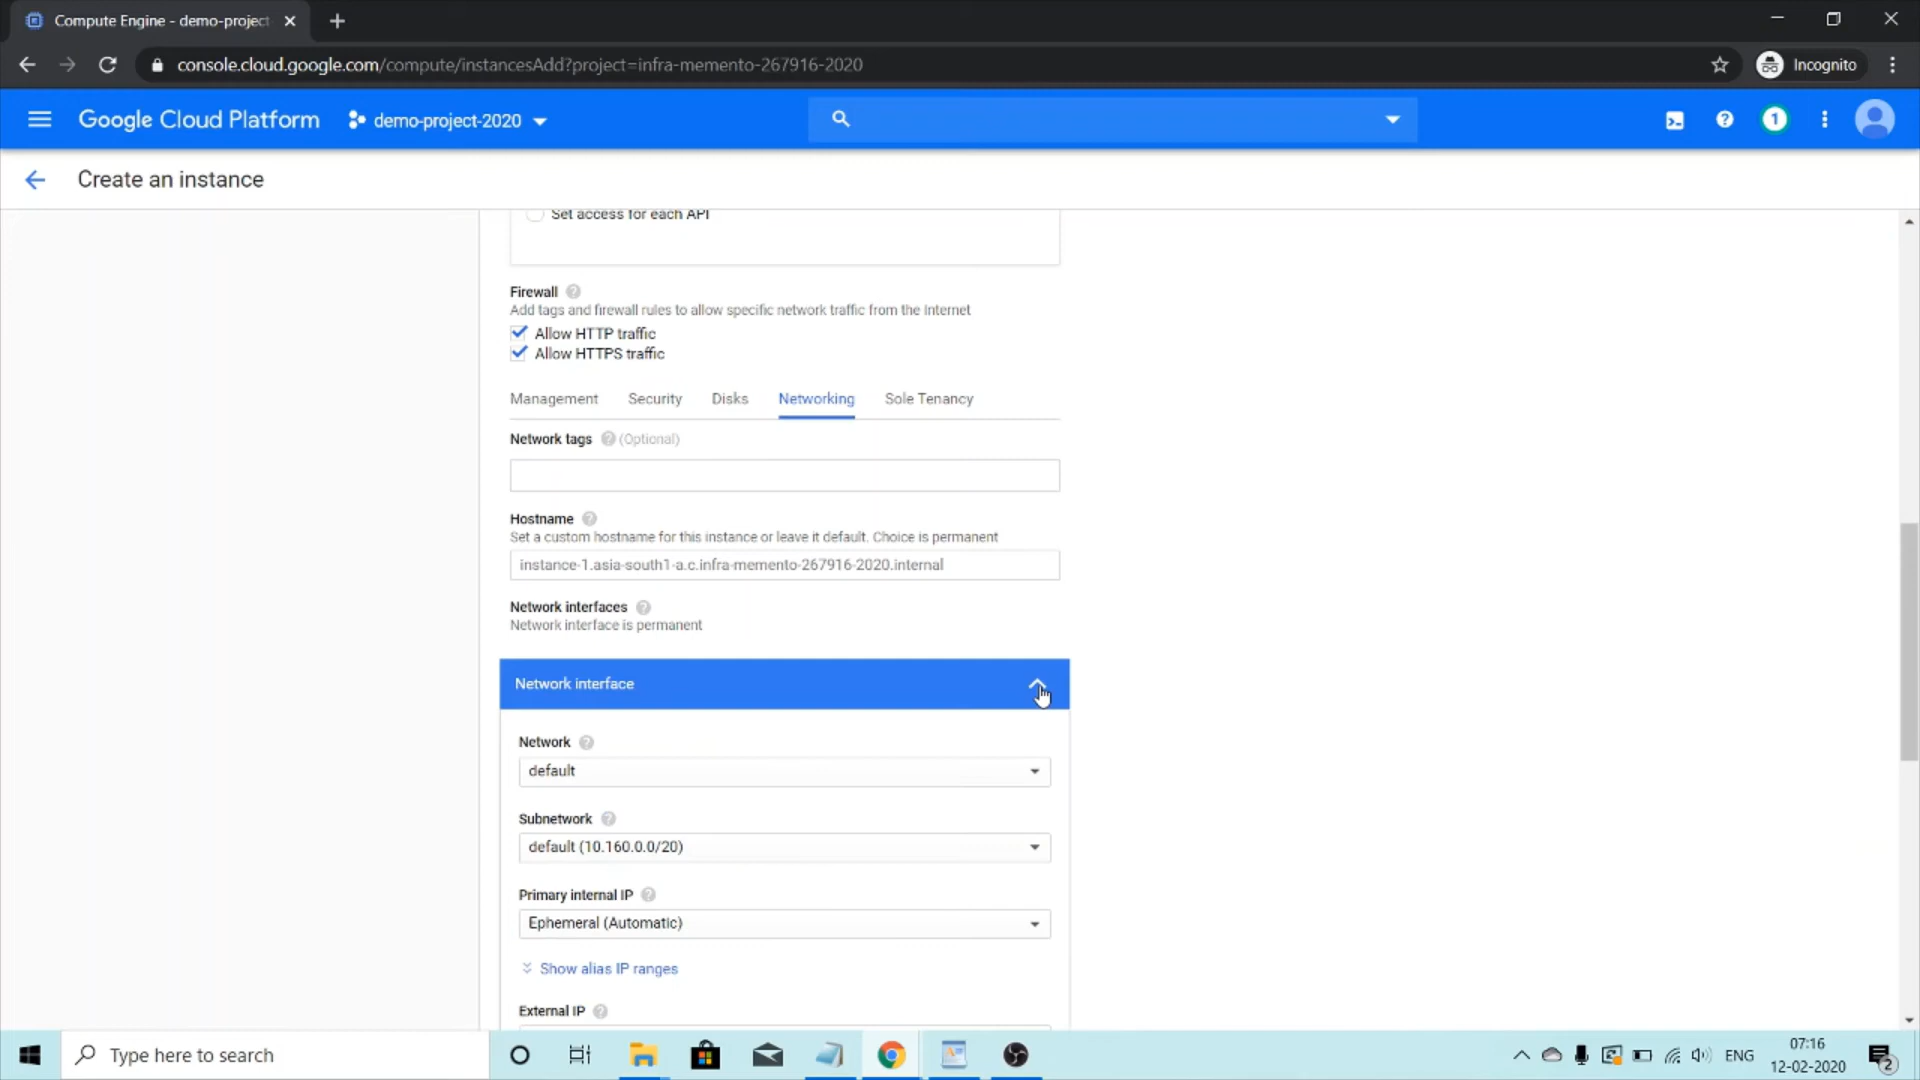 Compute Engine - demo-project
console.cloud.google.com/compute/instancesAdd?project=infra-memento-267916-2020
Incognito
Google Cloud Platform
demo-project-2020
1
Create an instance
Set access for each API
Firewall
Add tags and firewall rules to allow specific network traffic from the Internet
Allow HTTP traffic
Allow HTTPS traffic
Management Security Disks Networking Sole Tenancy
Network tags (Optional)
Hostname
Set a custom hostname for this instance or leave it default. Choice is permanent
instance-1.asia-south1-a.c.infra-memento-267916-2020.internal
Network interfaces
Network interface is permanent
Network interface
Network
default
Subnetwork
default (10.160.0.0/20)
Primary internal IP
Ephemeral (Automatic)
Show alias IP ranges
External IP
Type here to search
ENG
07:16
12-02-2020
2